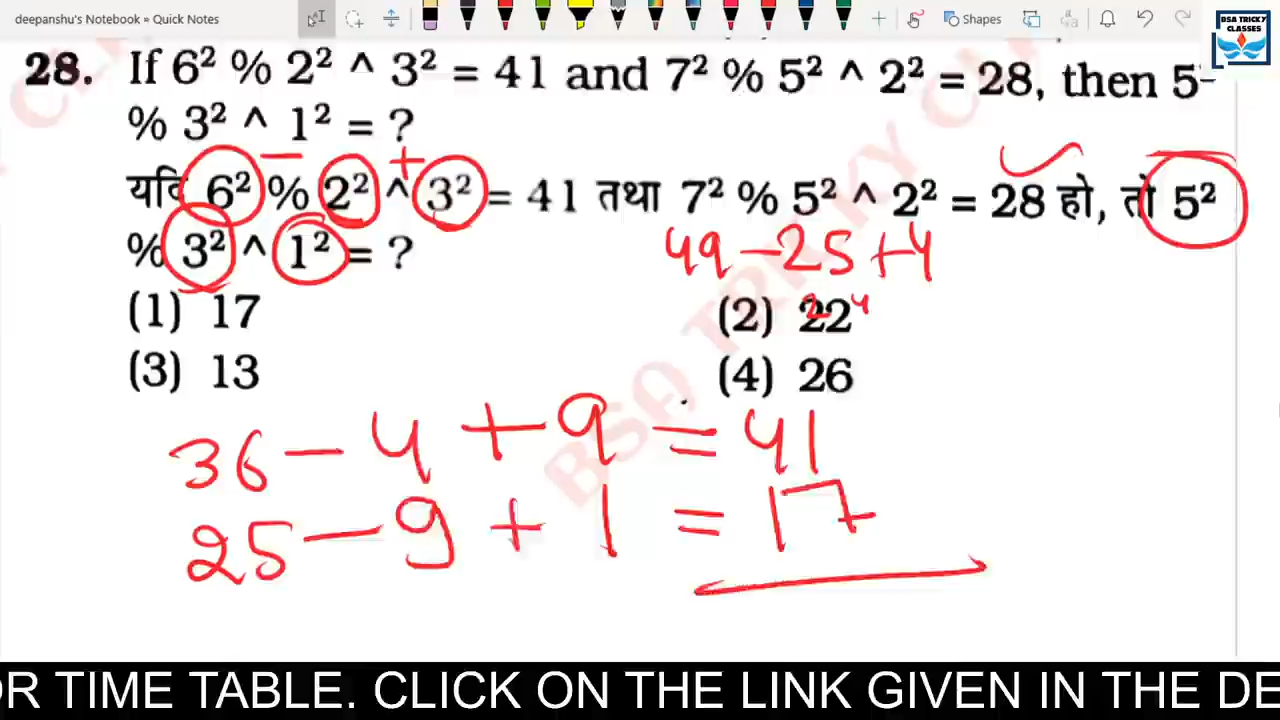 deepanshu's Notebook » Quick Notes
Shapes
BSA TRICKY
CLASSES
28. If 6² % 2² ^ 3² = 41 and 7² % 5² ^ 2² = 28, then 5²
% 3² ^ 1² = ?
− +
यदि 6² % 2² ^ 3² = 41 तथा 7² % 5² ^ 2² = 28 हो, तो 5²
% 3² ^ 1² = ?
49 − 25 + 4
(1) 17 (2) 22
2 4
(3) 13 (4) 26
36 − 4 + 9 = 41
25 − 9 + 1 = 17
OR TIME TABLE. CLICK ON THE LINK GIVEN IN THE DE